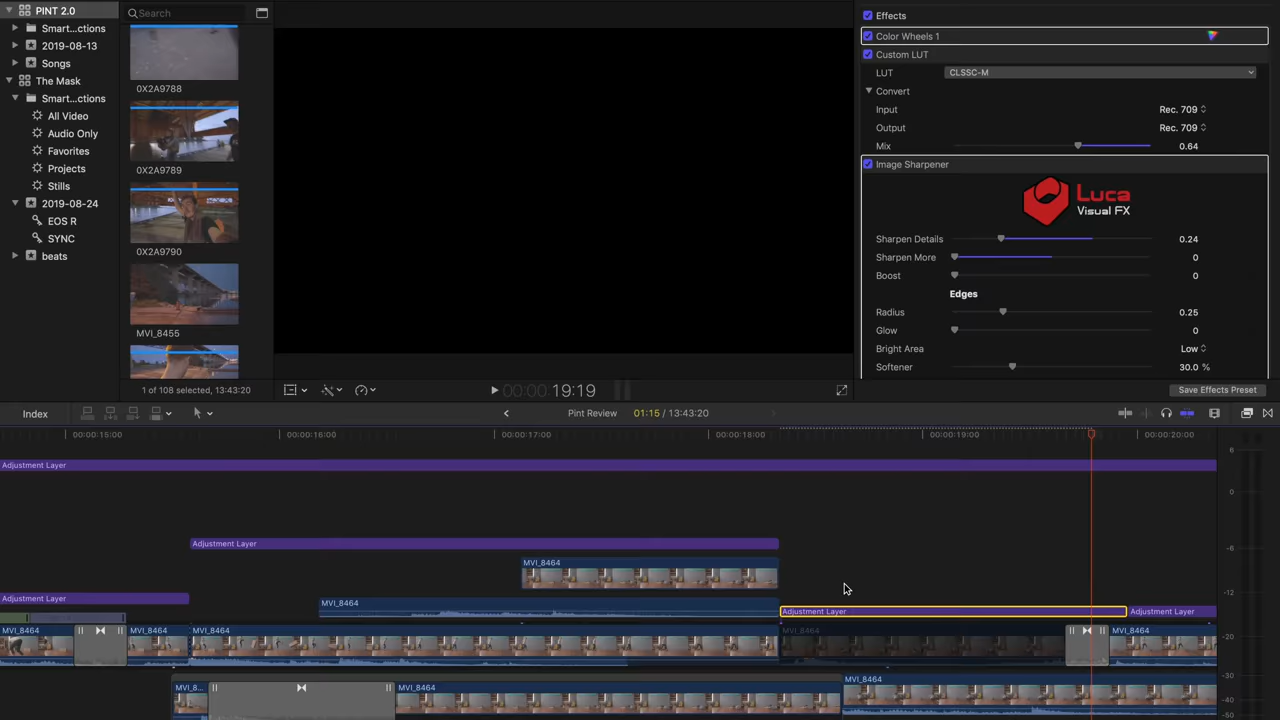 PINT 2.0
Smart...ctions
2019-08-13
Songs
The Mask
Smart...ctions
All Video
Audio Only
Favorites
Projects
Stills
2019-08-24
EOS R
SYNC
beats
Search
0X2A9788
0X2A9789
0X2A9790
MVI_8455
1 of 108 selected, 13:43:20
00:00:00 19:19
Effects
Color Wheels 1
Custom LUT
LUT CLSSC-M
Convert
Input Rec. 709
Output Rec. 709
Mix 0.64
Image Sharpener
Luca
Visual FX
Sharpen Details 0.24
Sharpen More 0
Boost 0
Edges
Radius 0.25
Glow 0
Bright Area Low
Softener 30.0 %
Save Effects Preset
Index
Pint Review 01:15 / 13:43:20
00:00:15:00 00:00:16:00 00:00:17:00 00:00:18:00 00:00:19:00 00:00:20:00
Adjustment Layer
Adjustment Layer
MVI_8464
Adjustment Layer
MVI_8464
Adjustment Layer
Adjustment Layer
MVI_8464
MVI_8464
MVI_8464
MVI_8464
MVI_8464
MVI_8...
MVI_8464
MVI_8464
6
0
-6
-12
-20
-30
-40
-50